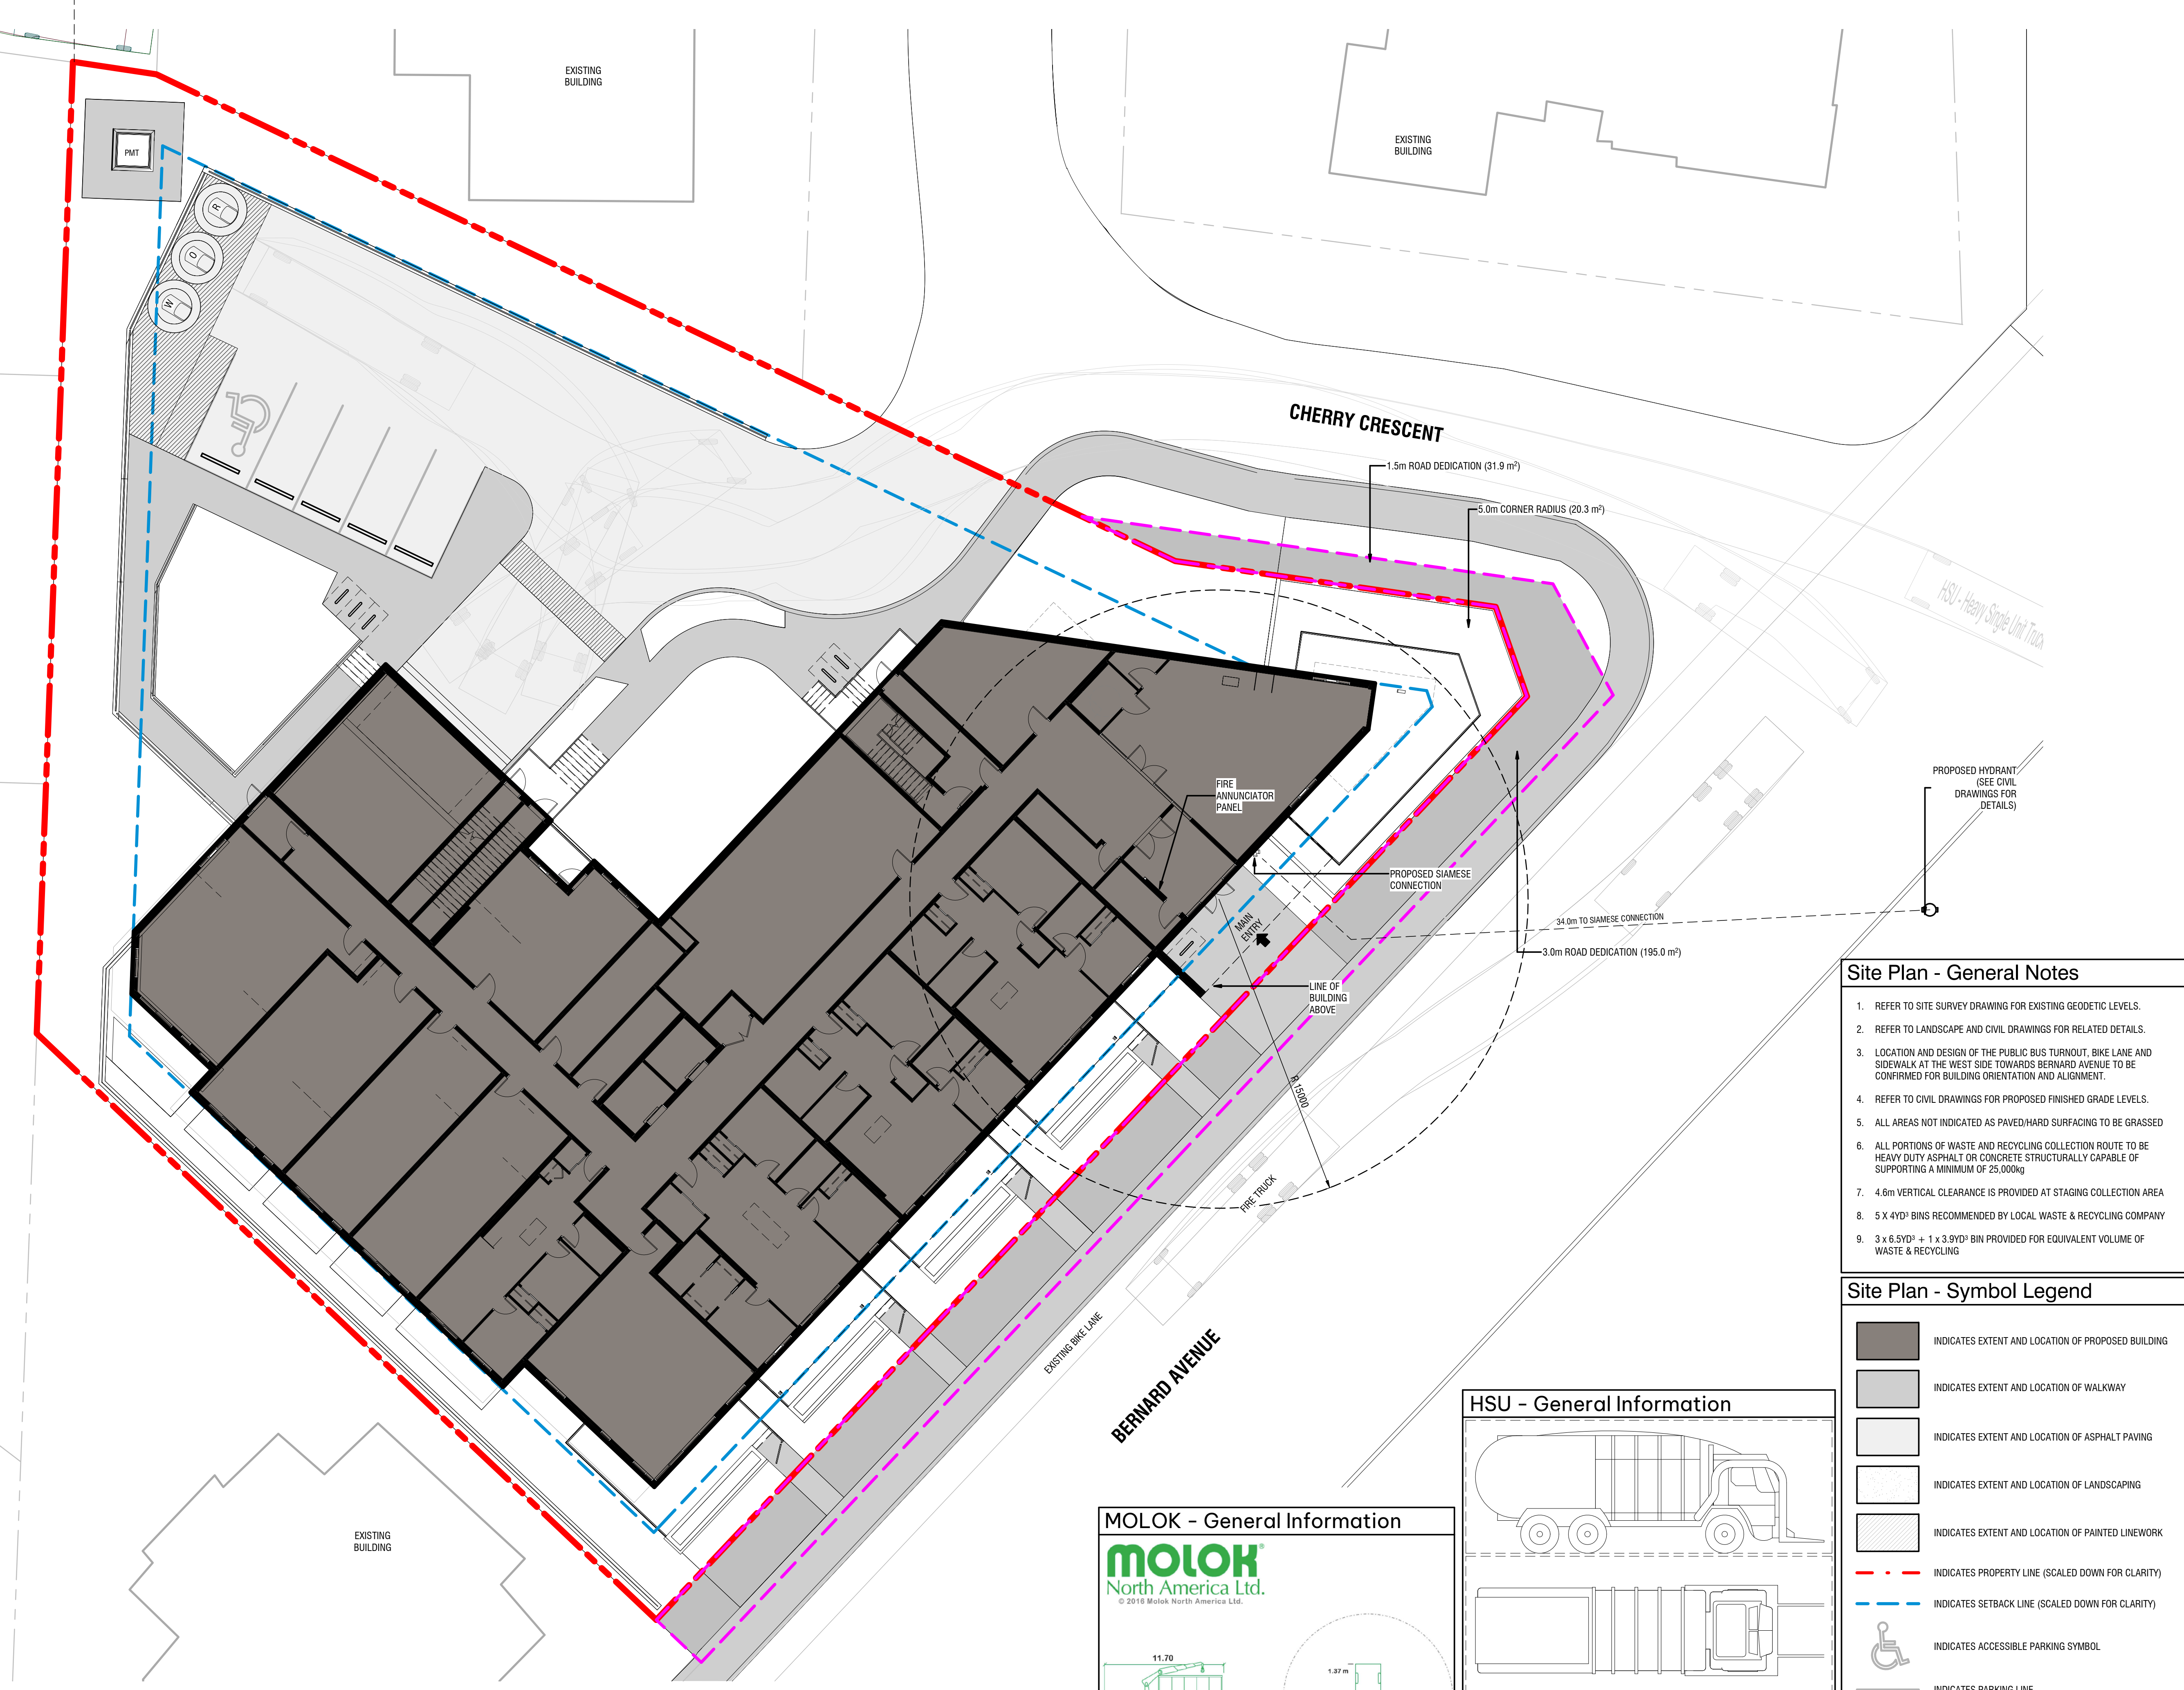 EXISTING
BUILDING
EXISTING
BUILDING
PMT
R
O
W
CHERRY CRESCENT
1.5m ROAD DEDICATION (31.9 m²)
5.0m CORNER RADIUS (20.3 m²)
HSU - Heavy Single Unit Truck
PROPOSED HYDRANT
(SEE CIVIL
DRAWINGS FOR
DETAILS)
FIRE
ANNUNCIATOR
PANEL
PROPOSED SIAMESE
CONNECTION
MAIN
ENTRY
34.0m TO SIAMESE CONNECTION
3.0m ROAD DEDICATION (195.0 m²)
LINE OF
BUILDING
ABOVE
R 15000
FIRE TRUCK
EXISTING BIKE LANE
BERNARD AVENUE
EXISTING
BUILDING
Site Plan - General Notes
1. REFER TO SITE SURVEY DRAWING FOR EXISTING GEODETIC LEVELS.
2. REFER TO LANDSCAPE AND CIVIL DRAWINGS FOR RELATED DETAILS.
3. LOCATION AND DESIGN OF THE PUBLIC BUS TURNOUT, BIKE LANE AND
SIDEWALK AT THE WEST SIDE TOWARDS BERNARD AVENUE TO BE
CONFIRMED FOR BUILDING ORIENTATION AND ALIGNMENT.
4. REFER TO CIVIL DRAWINGS FOR PROPOSED FINISHED GRADE LEVELS.
5. ALL AREAS NOT INDICATED AS PAVED/HARD SURFACING TO BE GRASSED
6. ALL PORTIONS OF WASTE AND RECYCLING COLLECTION ROUTE TO BE
HEAVY DUTY ASPHALT OR CONCRETE STRUCTURALLY CAPABLE OF
SUPPORTING A MINIMUM OF 25,000kg
7. 4.6m VERTICAL CLEARANCE IS PROVIDED AT STAGING COLLECTION AREA
8. 5 X 4YD³ BINS RECOMMENDED BY LOCAL WASTE & RECYCLING COMPANY
9. 3 x 6.5YD³ + 1 x 3.9YD³ BIN PROVIDED FOR EQUIVALENT VOLUME OF
WASTE & RECYCLING
Site Plan - Symbol Legend
INDICATES EXTENT AND LOCATION OF PROPOSED BUILDING
INDICATES EXTENT AND LOCATION OF WALKWAY
INDICATES EXTENT AND LOCATION OF ASPHALT PAVING
INDICATES EXTENT AND LOCATION OF LANDSCAPING
INDICATES EXTENT AND LOCATION OF PAINTED LINEWORK
INDICATES PROPERTY LINE (SCALED DOWN FOR CLARITY)
INDICATES SETBACK LINE (SCALED DOWN FOR CLARITY)
INDICATES ACCESSIBLE PARKING SYMBOL
INDICATES PARKING LINE
HSU - General Information
MOLOK - General Information
MOLOK®
North America Ltd.
© 2016 Molok North America Ltd.
11.70
1.37 m